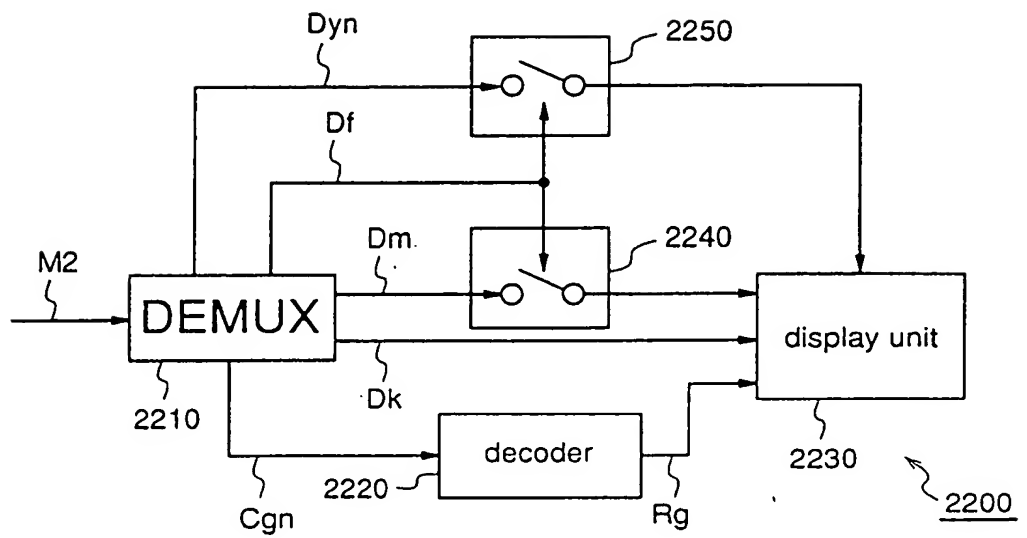 Dyn
2250
Df
Dm
2240
M2
DEMUX
display unit
2210
Dk
decoder
2230
2220
Cgn
Rg
2200